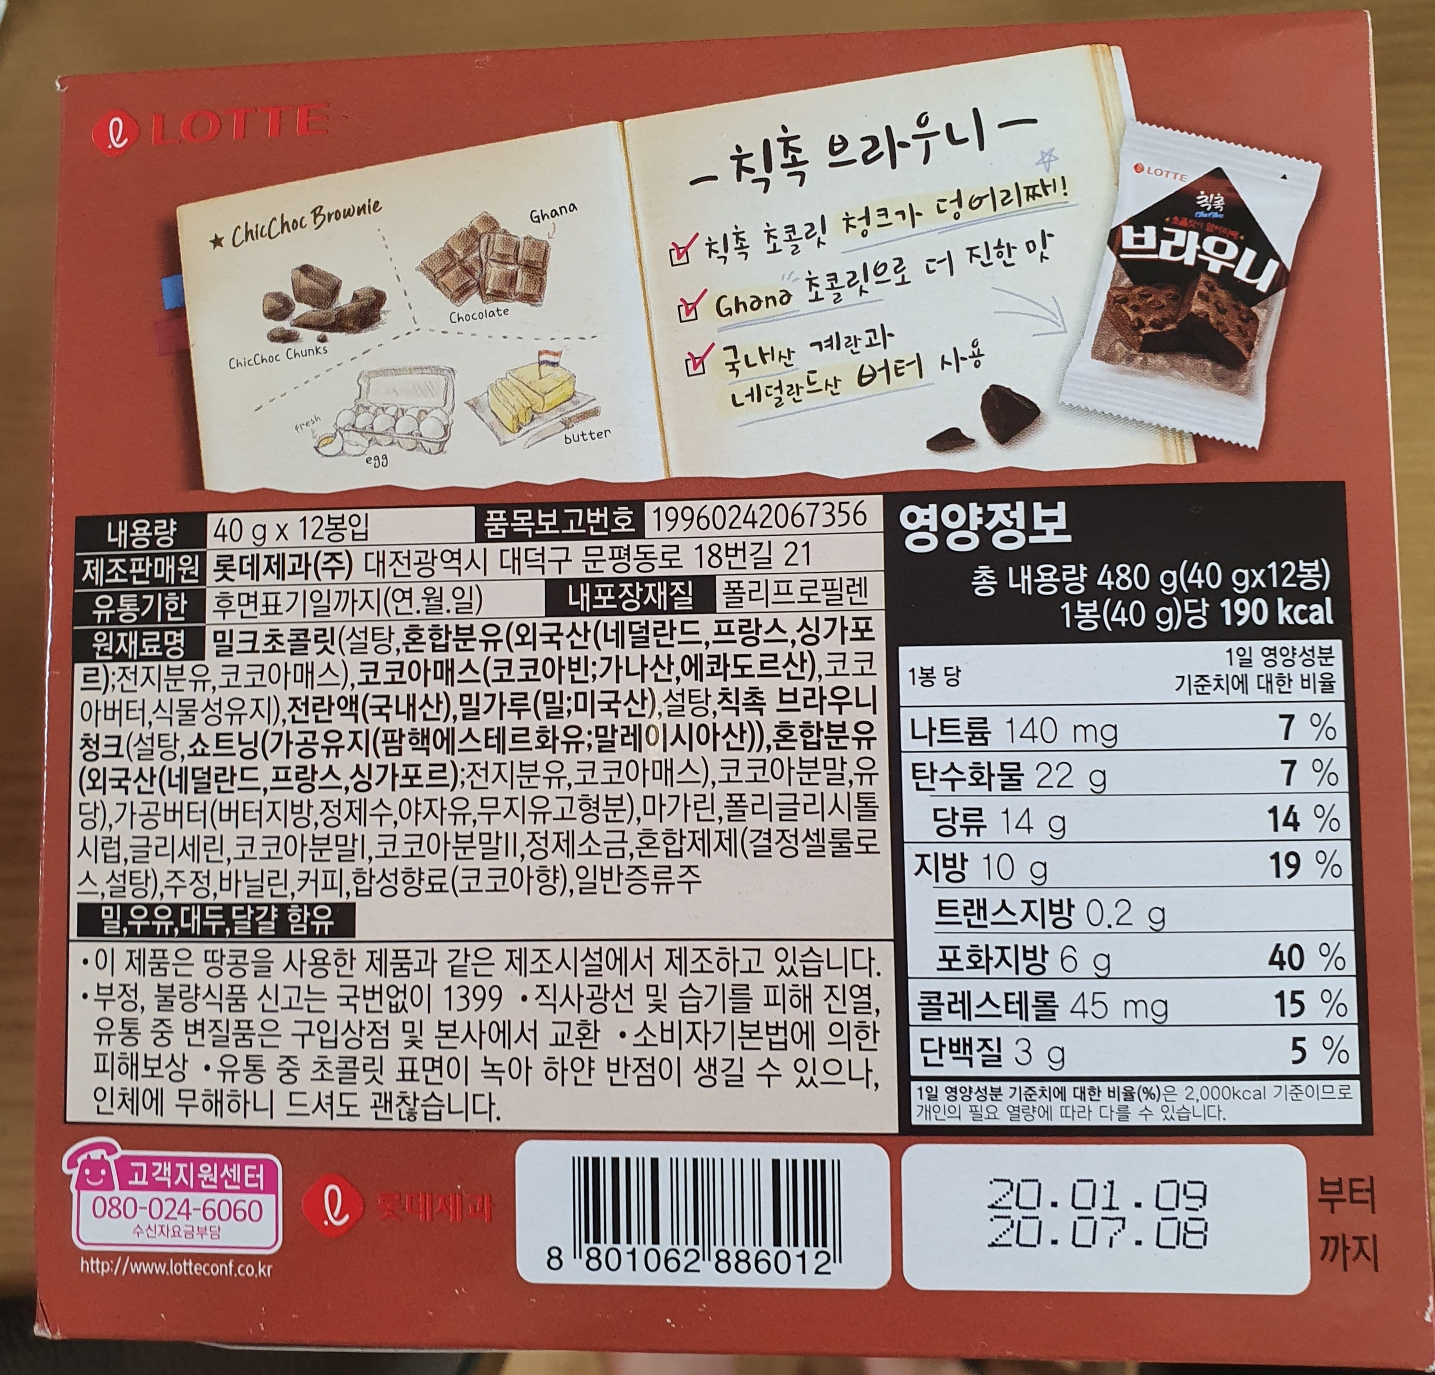 LOTTE
★ ChicChoc Brownie
Ghana
Chocolate
ChicChoc Chunks
fresh
egg
butter
- 칙촉 브라우니 -
칙촉 초콜릿 청크가 덩어리째!
Ghana 초콜릿으로 더 진한 맛
국내산 계란과
네덜란드산 버터 사용
LOTTE
칙촉
브라우니
내용량 40 g x 12봉입 품목보고번호 19960242067356
제조판매원 롯데제과(주) 대전광역시 대덕구 문평동로 18번길 21
유통기한 후면표기일까지(연.월.일) 내포장재질 폴리프로필렌
원재료명 밀크초콜릿(설탕,혼합분유(외국산(네덜란드,프랑스,싱가포
르);전지분유,코코아매스),코코아매스(코코아빈;가나산,에콰도르산),코코
아버터,식물성유지),전란액(국내산),밀가루(밀;미국산),설탕,칙촉 브라우니
청크(설탕,쇼트닝(가공유지(팜핵에스테르화유;말레이시아산)),혼합분유
(외국산(네덜란드,프랑스,싱가포르);전지분유,코코아매스),코코아분말,유
당),가공버터(버터지방,정제수,야자유,무지유고형분),마가린,폴리글리시톨
시럽,글리세린,코코아분말I,코코아분말II,정제소금,혼합제제(결정셀룰로
스,설탕),주정,바닐린,커피,합성향료(코코아향),일반증류주
밀,우유,대두,달걀 함유
•이 제품은 땅콩을 사용한 제품과 같은 제조시설에서 제조하고 있습니다.
•부정, 불량식품 신고는 국번없이 1399 •직사광선 및 습기를 피해 진열,
유통 중 변질품은 구입상점 및 본사에서 교환 •소비자기본법에 의한
피해보상 •유통 중 초콜릿 표면이 녹아 하얀 반점이 생길 수 있으나,
인체에 무해하니 드셔도 괜찮습니다.
영양정보
총 내용량 480 g(40 gx12봉)
1봉(40 g)당 190 kcal
1봉 당 1일 영양성분
기준치에 대한 비율
나트륨 140 mg 7 %
탄수화물 22 g 7 %
당류 14 g 14 %
지방 10 g 19 %
트랜스지방 0.2 g
포화지방 6 g 40 %
콜레스테롤 45 mg 15 %
단백질 3 g 5 %
1일 영양성분 기준치에 대한 비율(%)은 2,000kcal 기준이므로
개인의 필요 열량에 따라 다를 수 있습니다.
고객지원센터
080-024-6060
수신자요금부담
http://www.lotteconf.co.kr
롯데제과
8 801062 886012
20.01.09 부터
20.07.08 까지